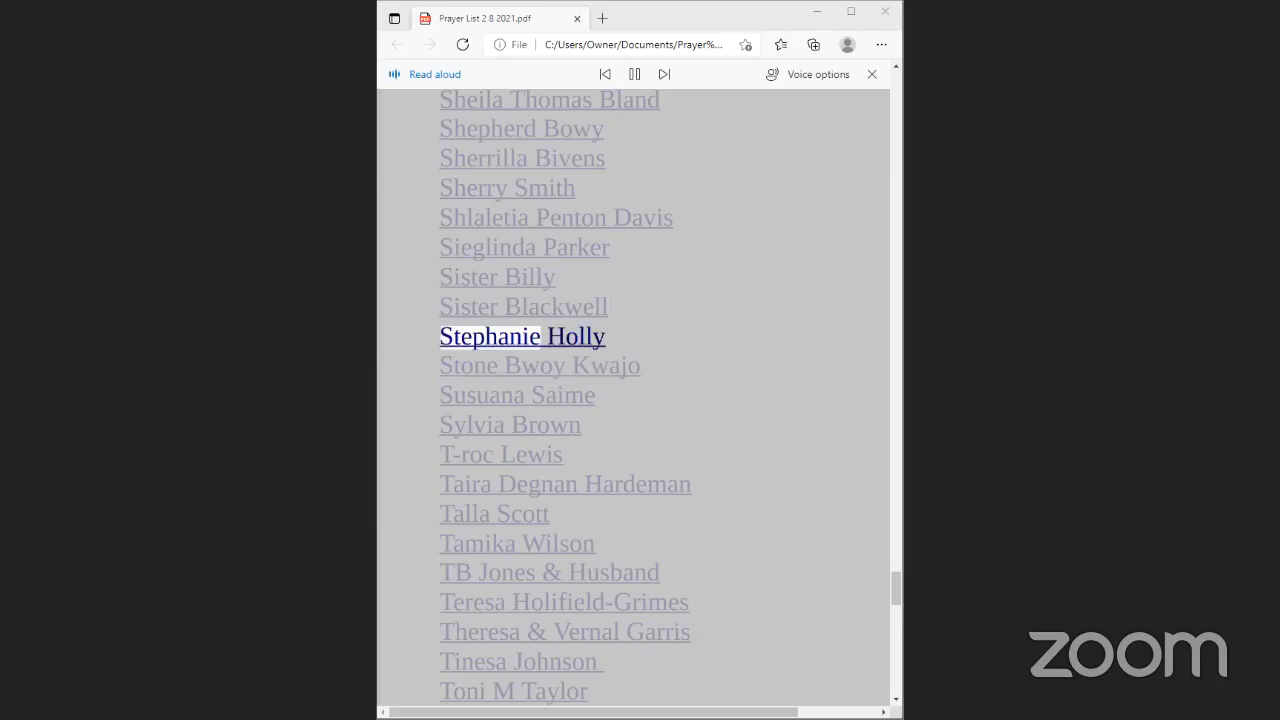 Prayer List 2 8 2021.pdf
File
C:/Users/Owner/Documents/Prayer%...
Read aloud
Voice options
Sheila Thomas Bland
Shepherd Bowy
Sherrilla Bivens
Sherry Smith
Shlaletia Penton Davis
Sieglinda Parker
Sister Billy
Sister Blackwell
Stephanie Holly
Stone Bwoy Kwajo
Susuana Saime
Sylvia Brown
T-roc Lewis
Taira Degnan Hardeman
Talla Scott
Tamika Wilson
TB Jones & Husband
Teresa Holifield-Grimes
Theresa & Vernal Garris
Tinesa Johnson
Toni M Taylor
zoom